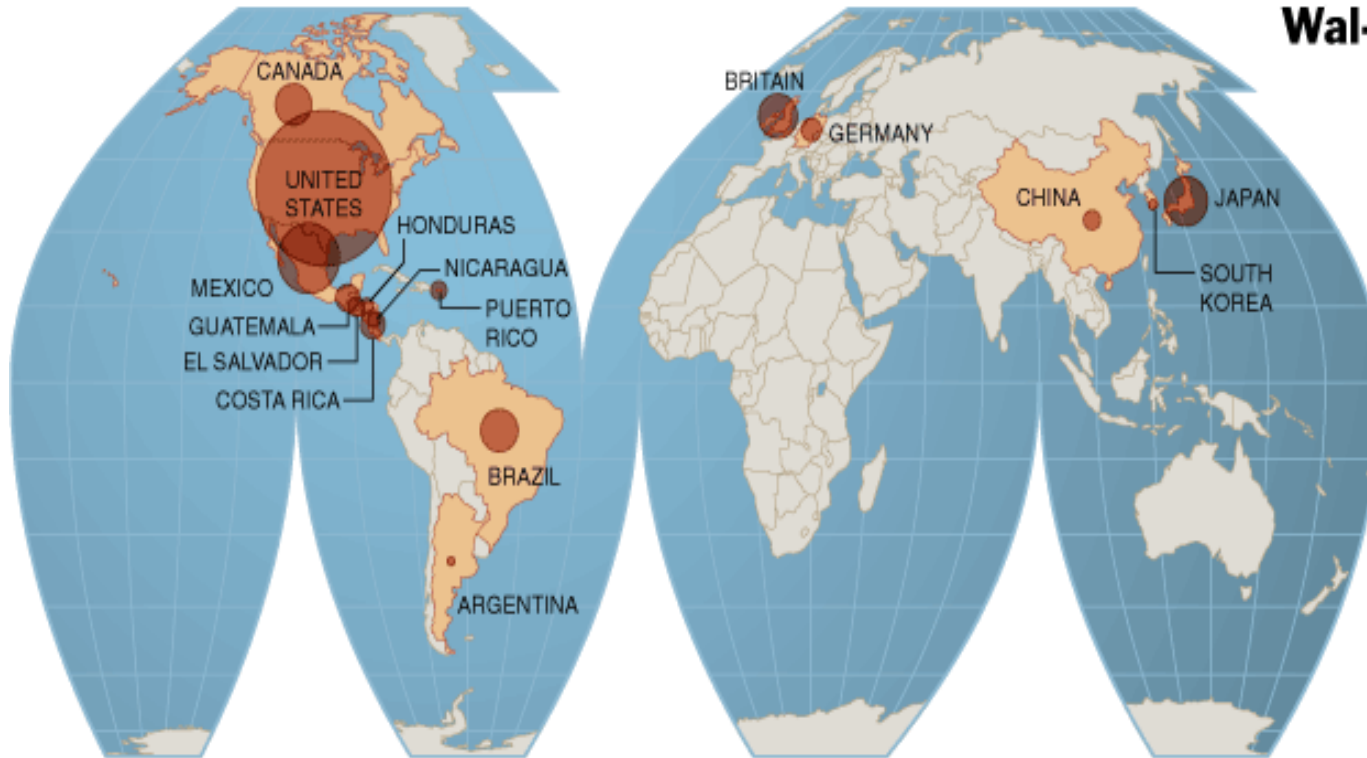 Wal-
CANADA
BRITAIN
GERMANY
UNITED
STATES
CHINA
JAPAN
HONDURAS
NICARAGUA
SOUTH
KOREA
MEXICO
PUERTO
RICO
GUATEMALA
EL SALVADOR
COSTA RICA
BRAZIL
ARGENTINA